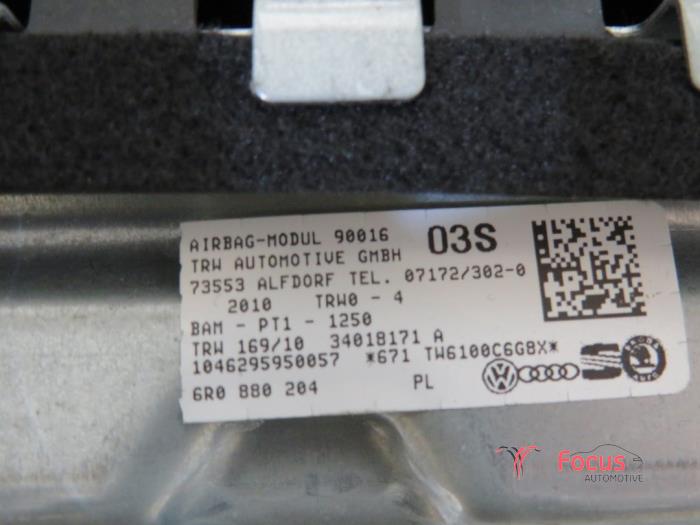 AIRBAG-MODUL 90016 03S
TRW AUTOMOTIVE GMBH
73553 ALFDORF TEL. 07172/302-0
2010 TRW0 - 4
BAM - PT1 - 1250
TRW 169/10 34018171 A
1046295950057 *671 TW6100C6G8X*
6R0 880 204 PL
Focus
AUTOMOTIVE